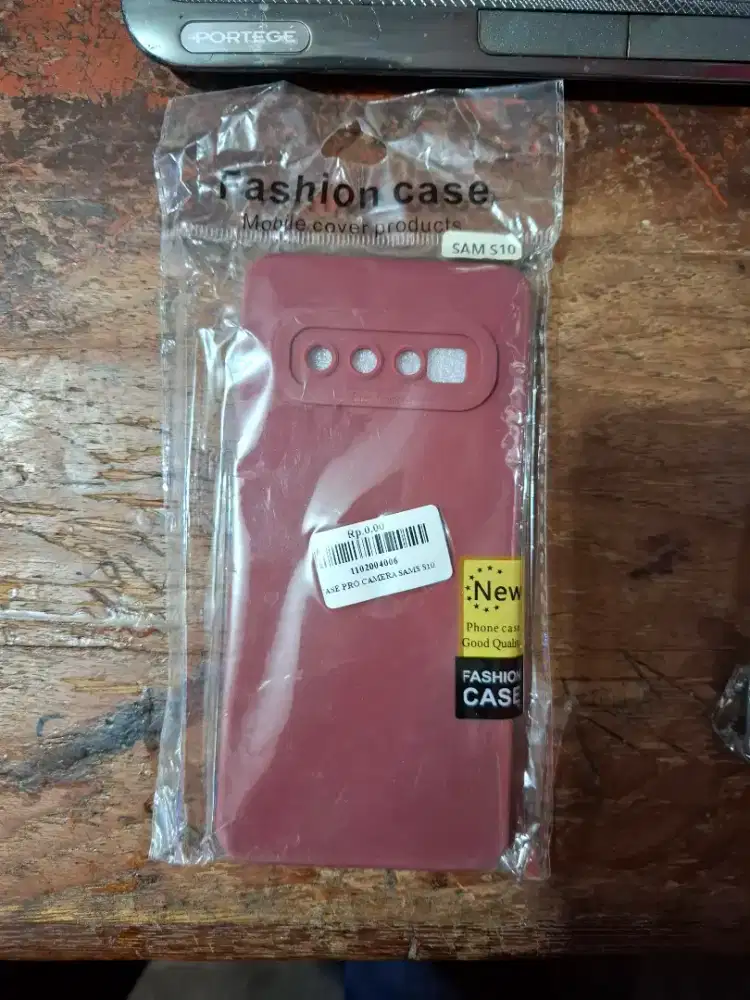 PORTEGÉ
Fashion case
Mobile cover products
SAM S10
Rp.0.00
1102004006
ASE PRO CAMERA SAMS S10
New
Phone case
Good Quality
FASHION
CASE